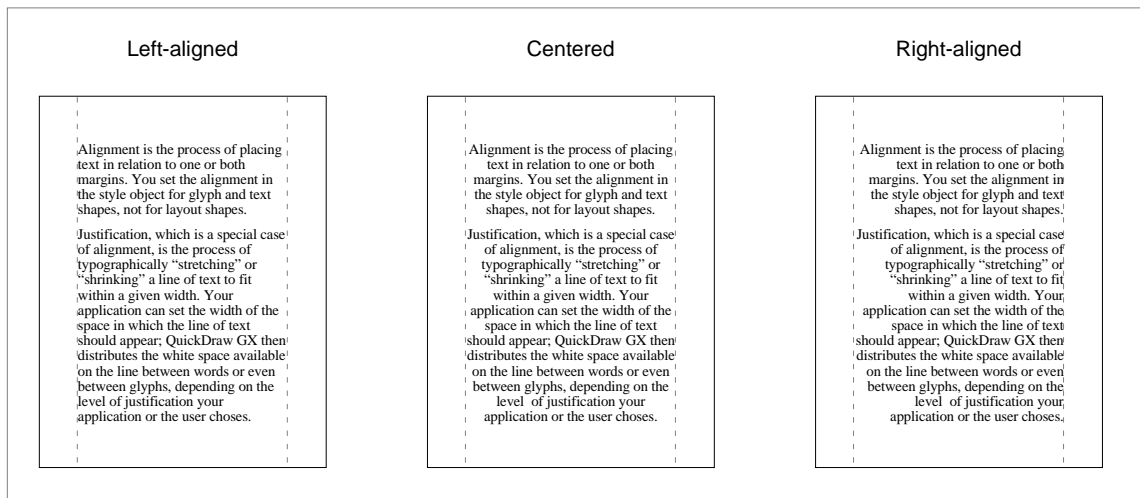 Left-aligned
Alignment is the process of placing
text in relation to one or both
margins. You set the alignment in
the style object for glyph and text
shapes, not for layout shapes.
Justification, which is a special case
of alignment, is the process of
typographically “stretching” or
“shrinking” a line of text to fit
within a given width. Your
application can set the width of the
space in which the line of text
should appear; QuickDraw GX then
distributes the white space available
on the line between words or even
between glyphs, depending on the
level of justification your
application or the user choses.
Centered
Alignment is the process of placing
text in relation to one or both
margins. You set the alignment in
the style object for glyph and text
shapes, not for layout shapes.
Justification, which is a special case
of alignment, is the process of
typographically “stretching” or
“shrinking” a line of text to fit
within a given width. Your
application can set the width of the
space in which the line of text
should appear; QuickDraw GX then
distributes the white space available
on the line between words or even
between glyphs, depending on the
level of justification your
application or the user choses.
Right-aligned
Alignment is the process of placing
text in relation to one or both
margins. You set the alignment in
the style object for glyph and text
shapes, not for layout shapes.
Justification, which is a special case
of alignment, is the process of
typographically “stretching” or
“shrinking” a line of text to fit
within a given width. Your
application can set the width of the
space in which the line of text
should appear; QuickDraw GX then
distributes the white space available
on the line between words or even
between glyphs, depending on the
level of justification your
application or the user choses.